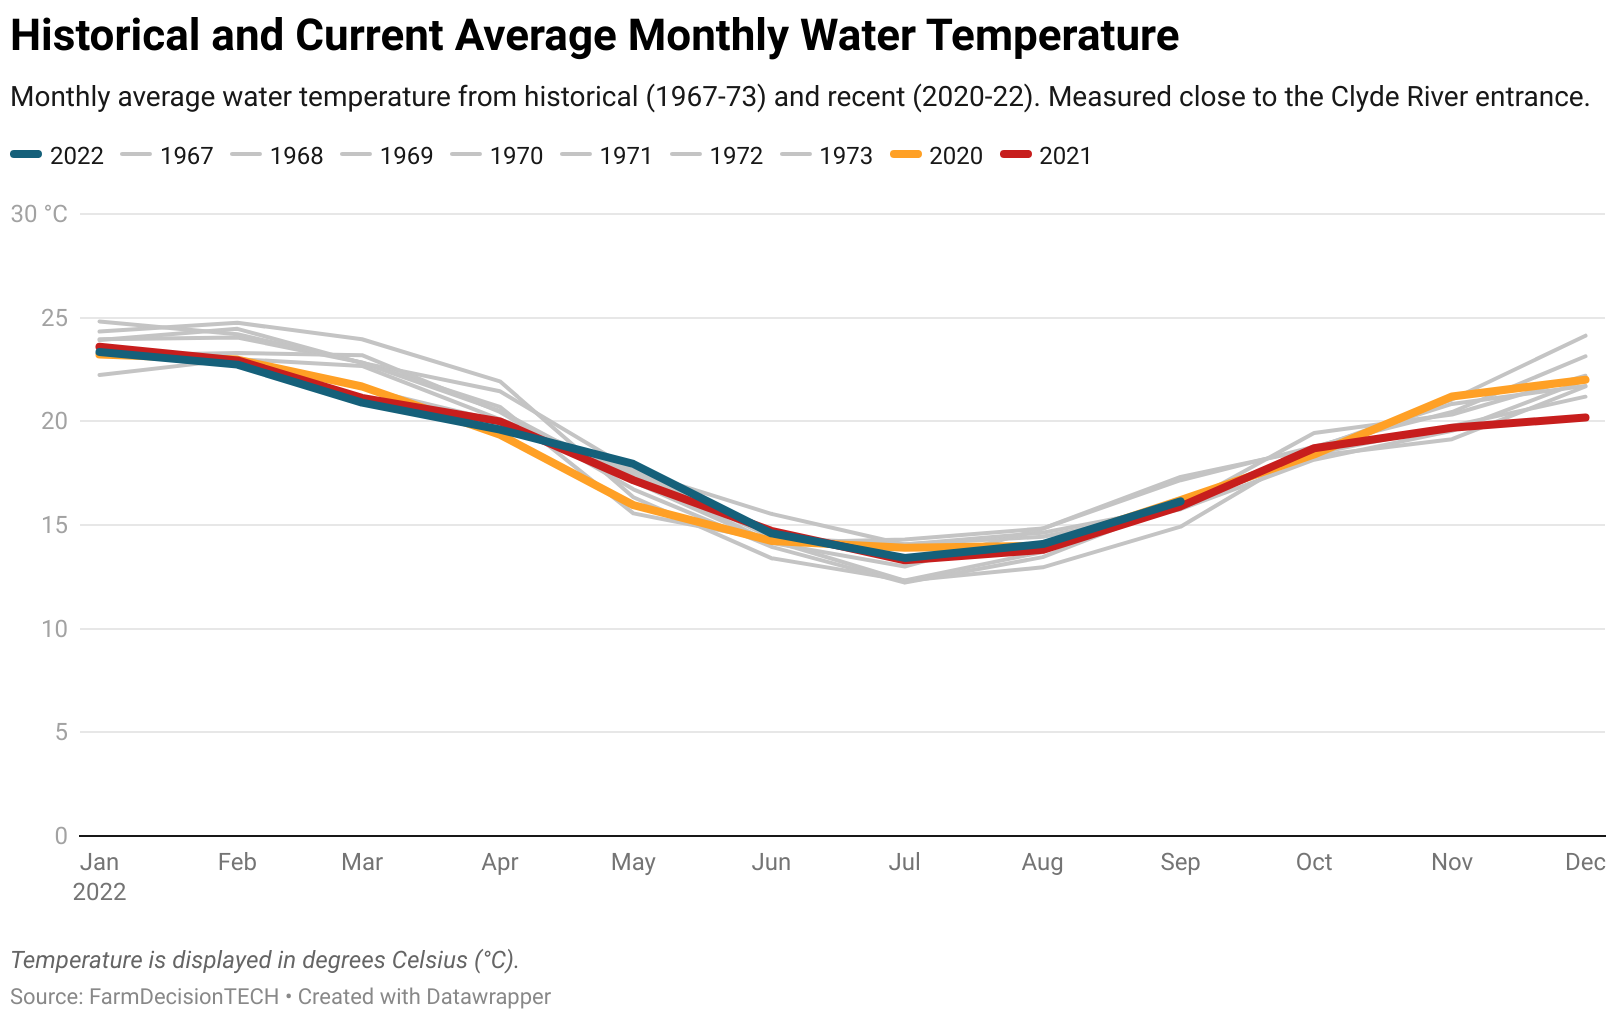 Historical and Current Average Monthly Water Temperature
Monthly average water temperature from historical (1967-73) and recent (2020-22). Measured close to the Clyde River entrance.
2022 1967 1968 1969 1970 1971 1972 1973 2020 2021
30 °C
25
20
15
10
5
0
Jan Feb Mar Apr May Jun Jul Aug Sep Oct Nov Dec
2022
Temperature is displayed in degrees Celsius (°C).
Source: FarmDecisionTECH • Created with Datawrapper